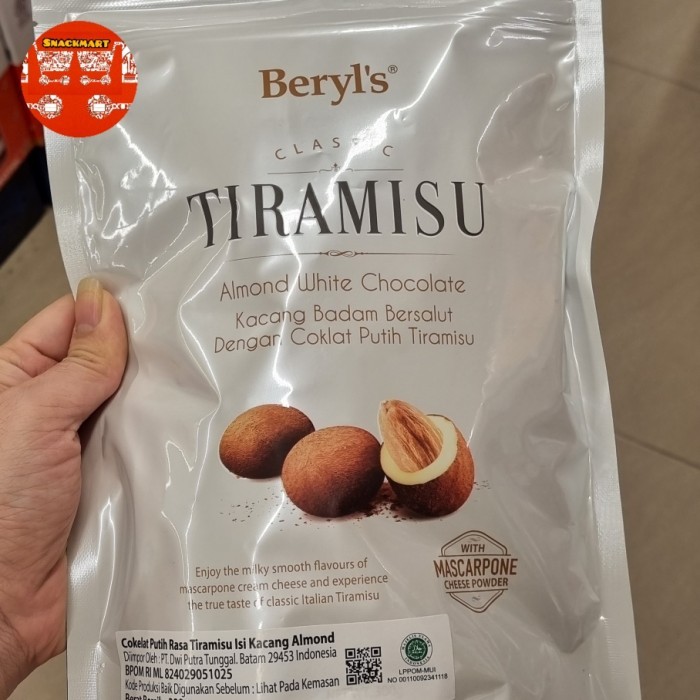 SNACKMART
Beryl's®
CLASSIC
TIRAMISU
Almond White Chocolate
Kacang Badam Bersalut
Dengan Coklat Putih Tiramisu
Enjoy the milky smooth flavours of
mascarpone cream cheese and experience
the true taste of classic Italian Tiramisu
WITH
MASCARPONE
CHEESE POWDER
Cokelat Putih Rasa Tiramisu Isi Kacang Almond
Diimpor Oleh : PT. Dwi Putra Tunggal. Batam 29453 Indonesia
BPOM RI ML 824029051025
Kode Produksi Baik Digunakan Sebelum : Lihat Pada Kemasan
LPPOM-MUI
NO 00110092341118